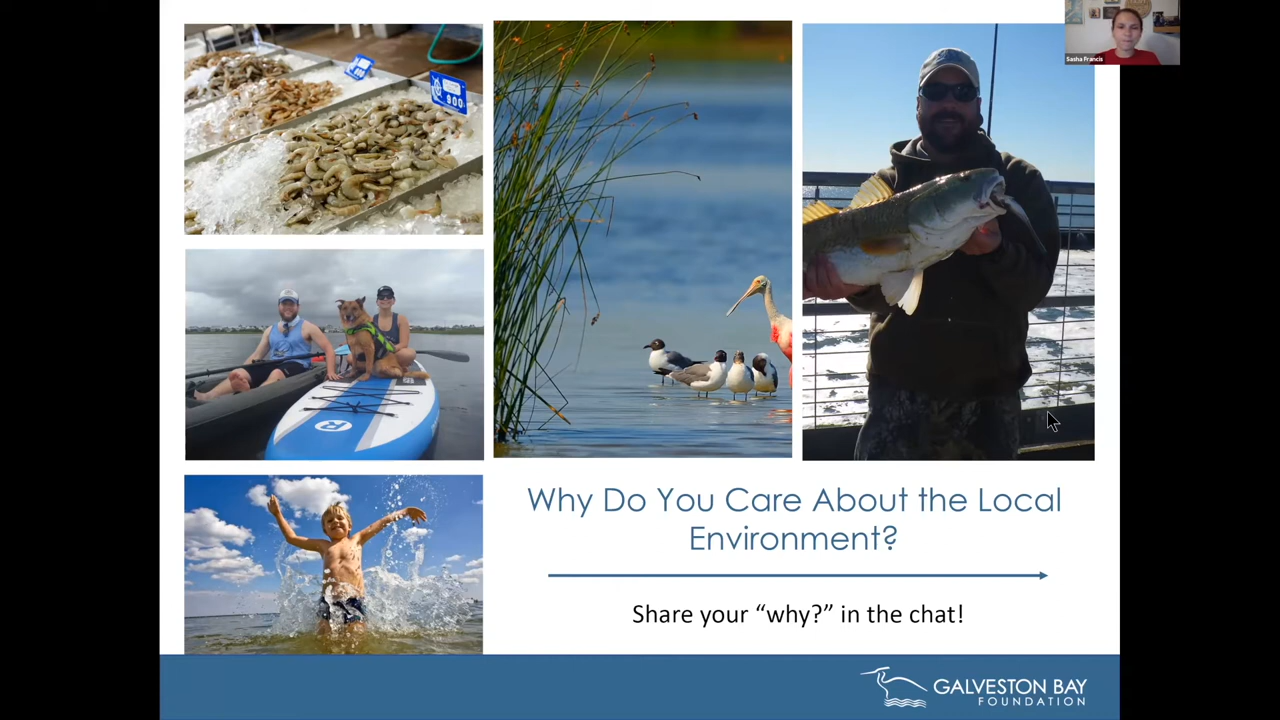 900
Sasha Francis
Why Do You Care About the Local
Environment?
Share your “why?” in the chat!
GALVESTON BAY
FOUNDATION